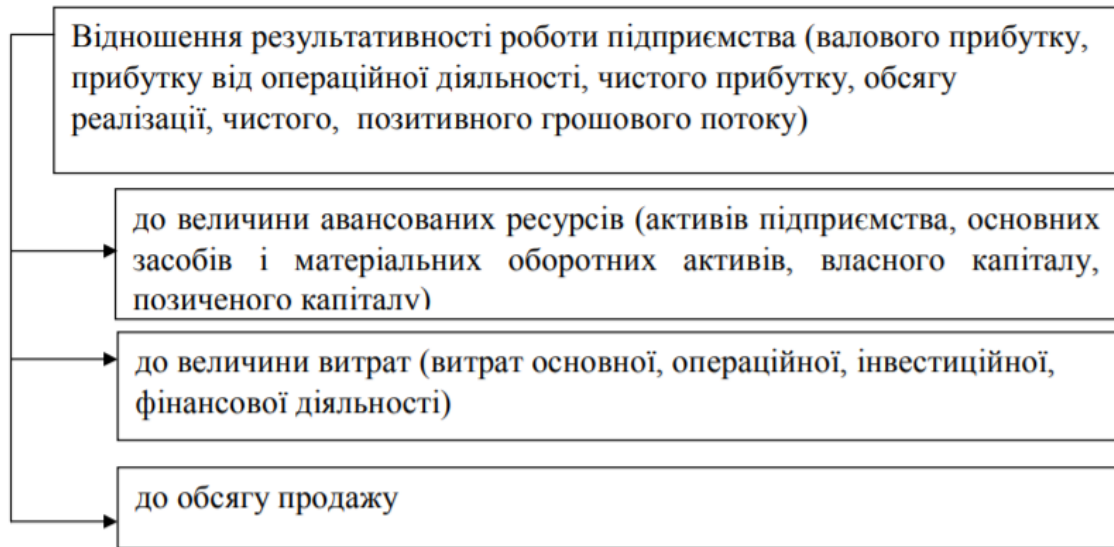 Відношення результативності роботи підприємства (валового прибутку,
прибутку від операційної діяльності, чистого прибутку, обсягу
реалізації, чистого, позитивного грошового потоку)
до величини авансованих ресурсів (активів підприємства, основних
засобів і матеріальних оборотних активів, власного капіталу,
позиченого капіталу)
до величини витрат (витрат основної, операційної, інвестиційної,
фінансової діяльності)
до обсягу продажу